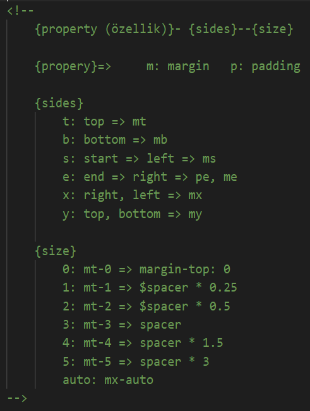 <!--
{property (özellik)}- {sides}--{size}
{propery}=> m: margin p: padding
{sides}
t: top => mt
b: bottom => mb
s: start => left => ms
e: end => right => pe, me
x: right, left => mx
y: top, bottom => my
{size}
0: mt-0 => margin-top: 0
1: mt-1 => $spacer * 0.25
2: mt-2 => $spacer * 0.5
3: mt-3 => spacer
4: mt-4 => spacer * 1.5
5: mt-5 => spacer * 3
auto: mx-auto
-->